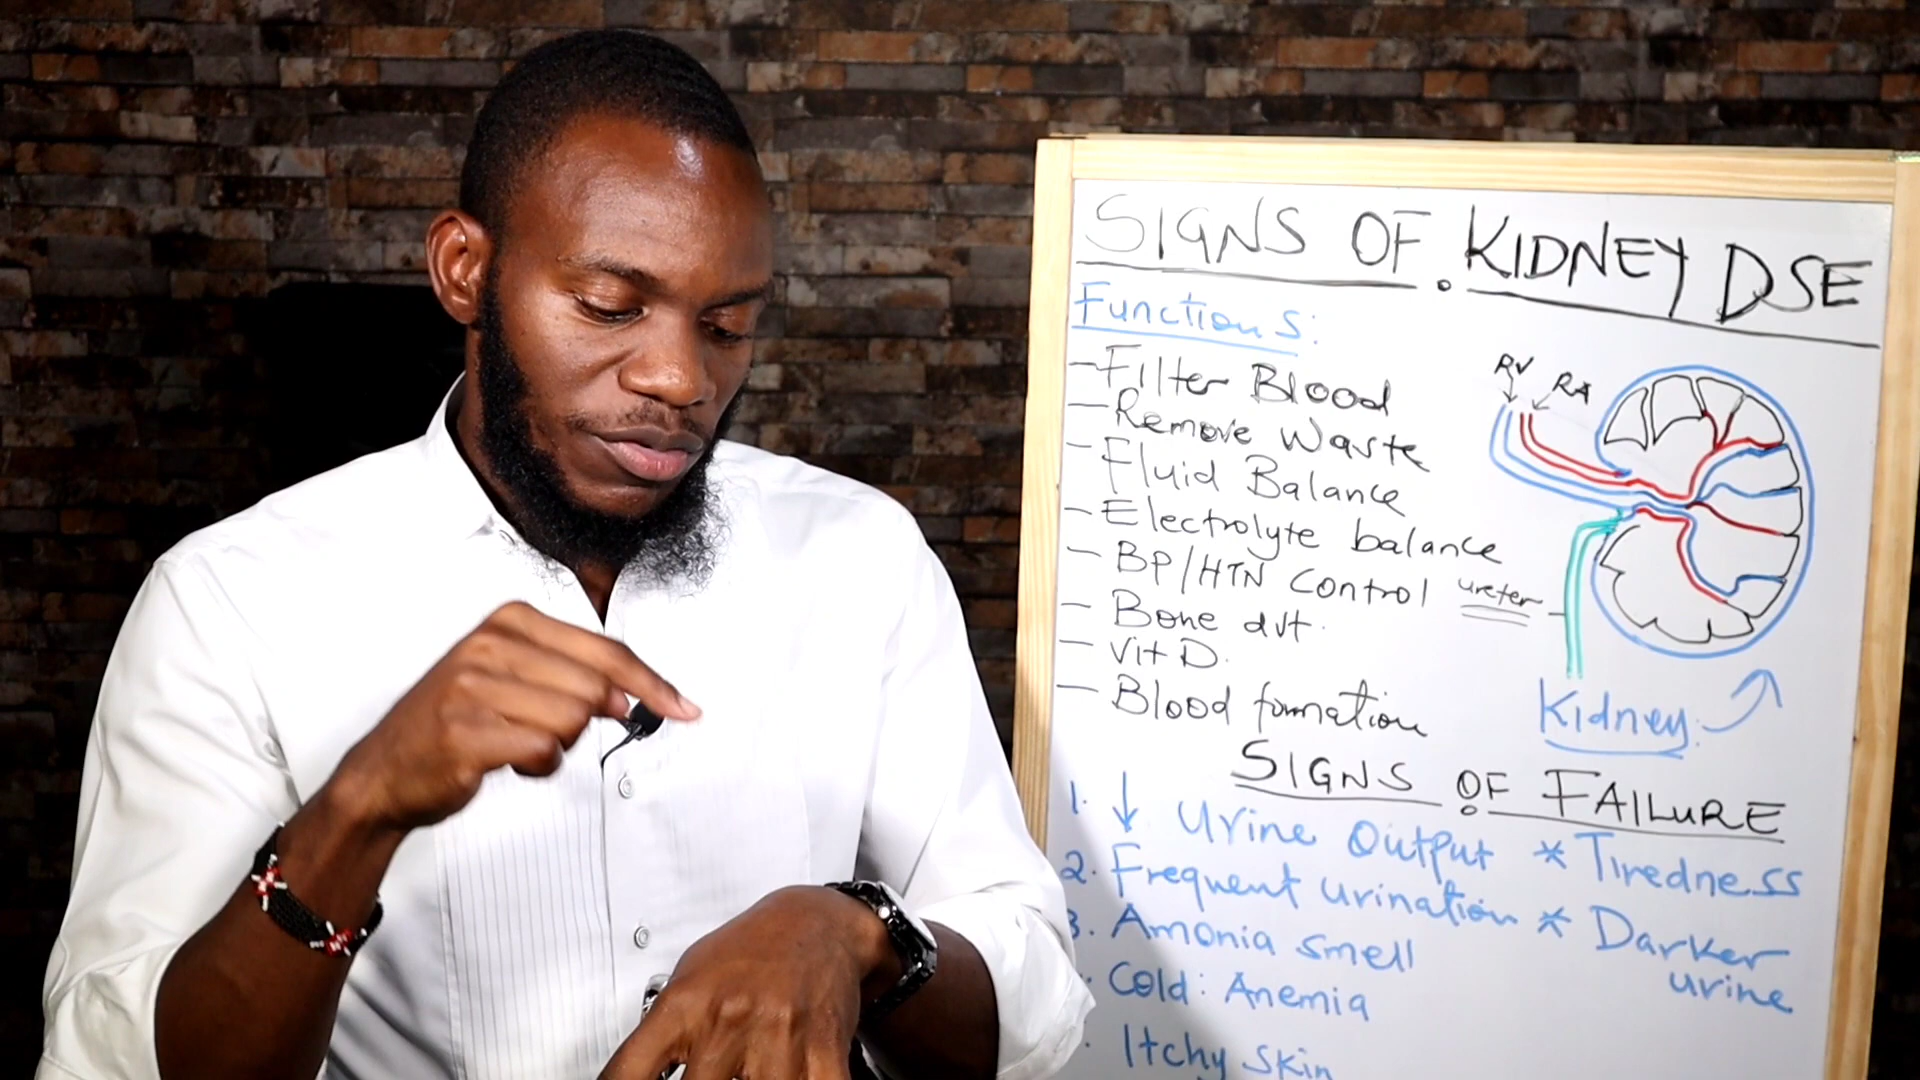 SIGNS OF KIDNEY DSE
Functions:
- Filter Blood
- Remove Waste
- Fluid Balance
- Electrolyte balance
- BP/HTN control
- Bone dvt.
- Vit D.
- Blood formation
RV
RA
ureter
Kidney
SIGNS OF FAILURE
1. ↓ Urine Output * Tiredness
2. Frequent urination * Darker urine
3. Amonia smell
Cold: Anemia
Itchy skin